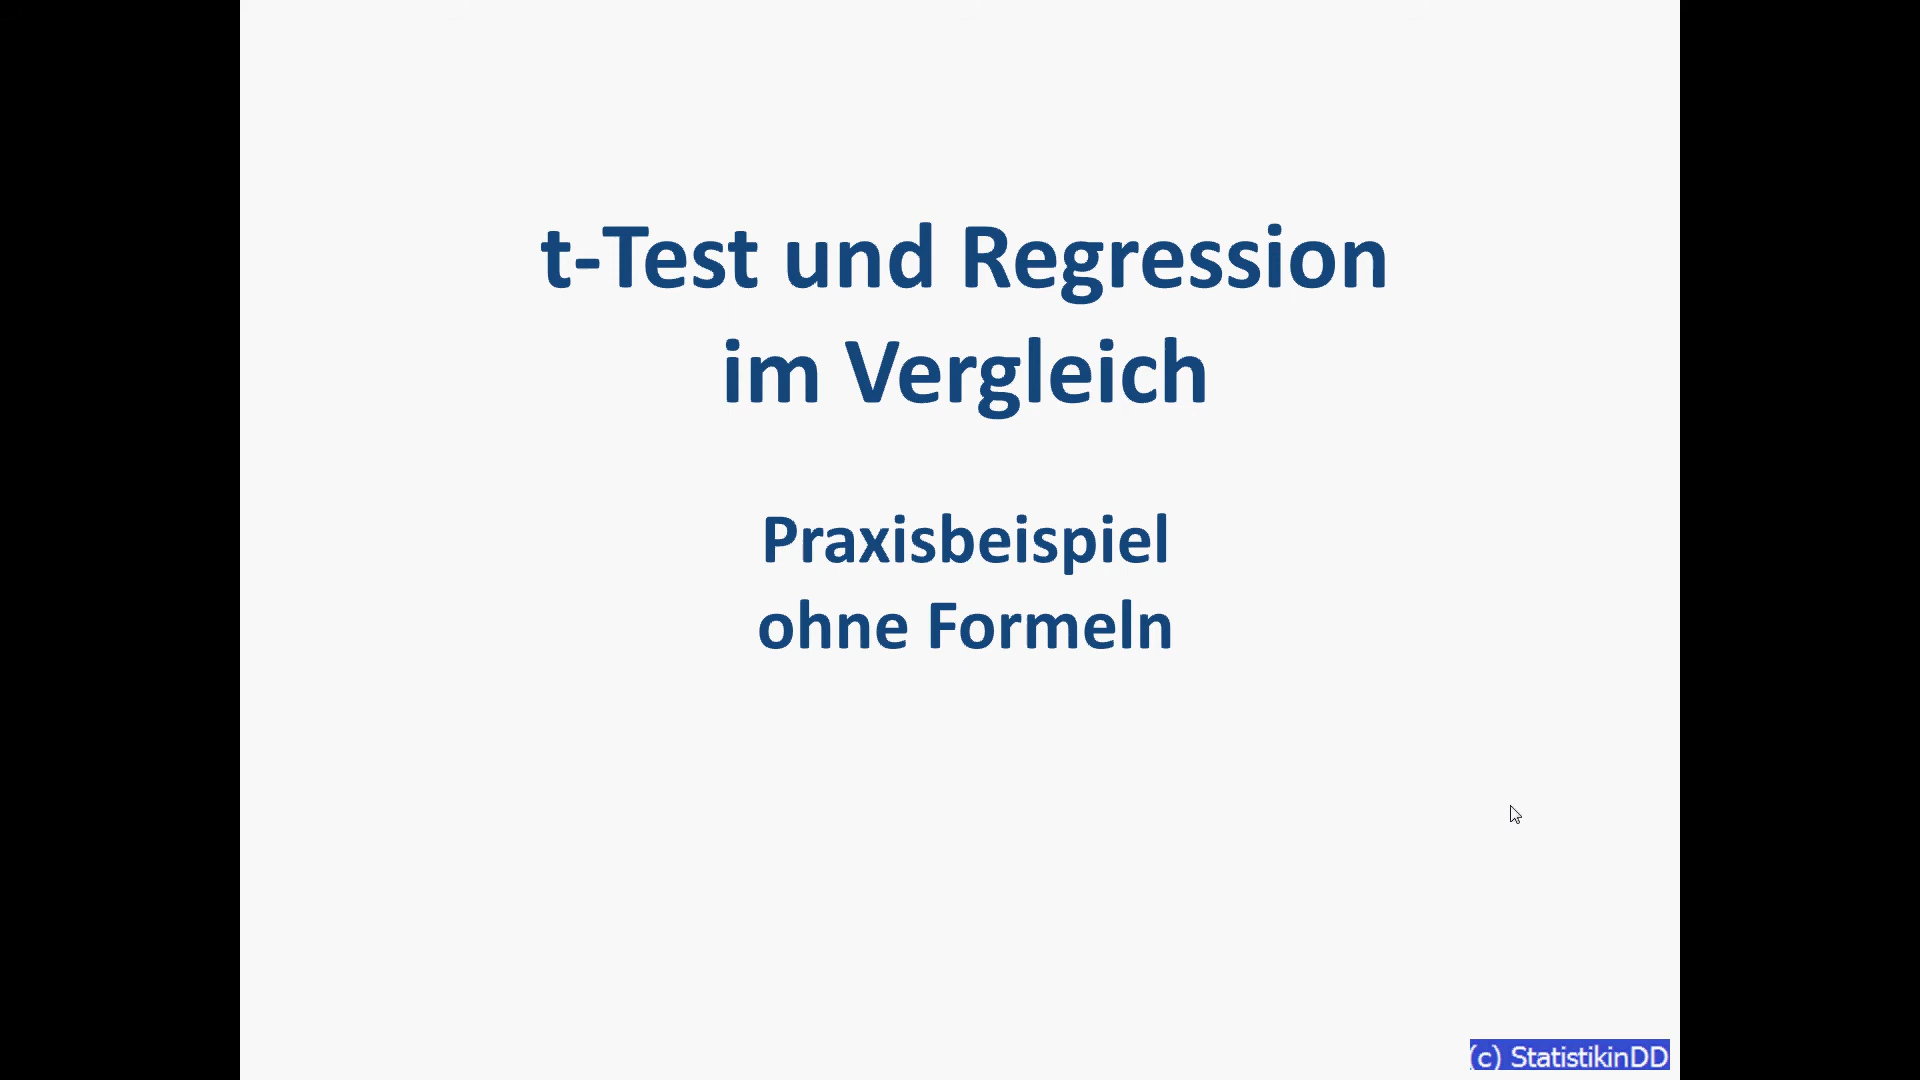 t-Test und Regression
im Vergleich
Praxisbeispiel
ohne Formeln
(c) StatistikinDD